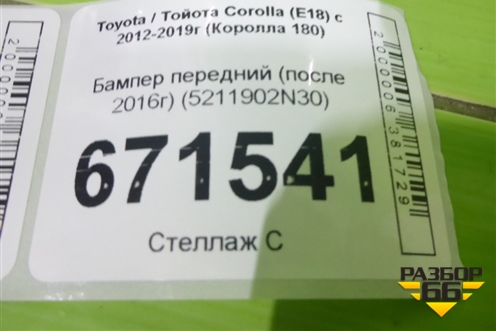 Toyota / Тойота Corolla (E18) с
2012-2019г (Королла 180)
Бампер передний (после
2016г) (5211902N30)
671541
Стеллаж С
2000006381729
РАЗБОР
66